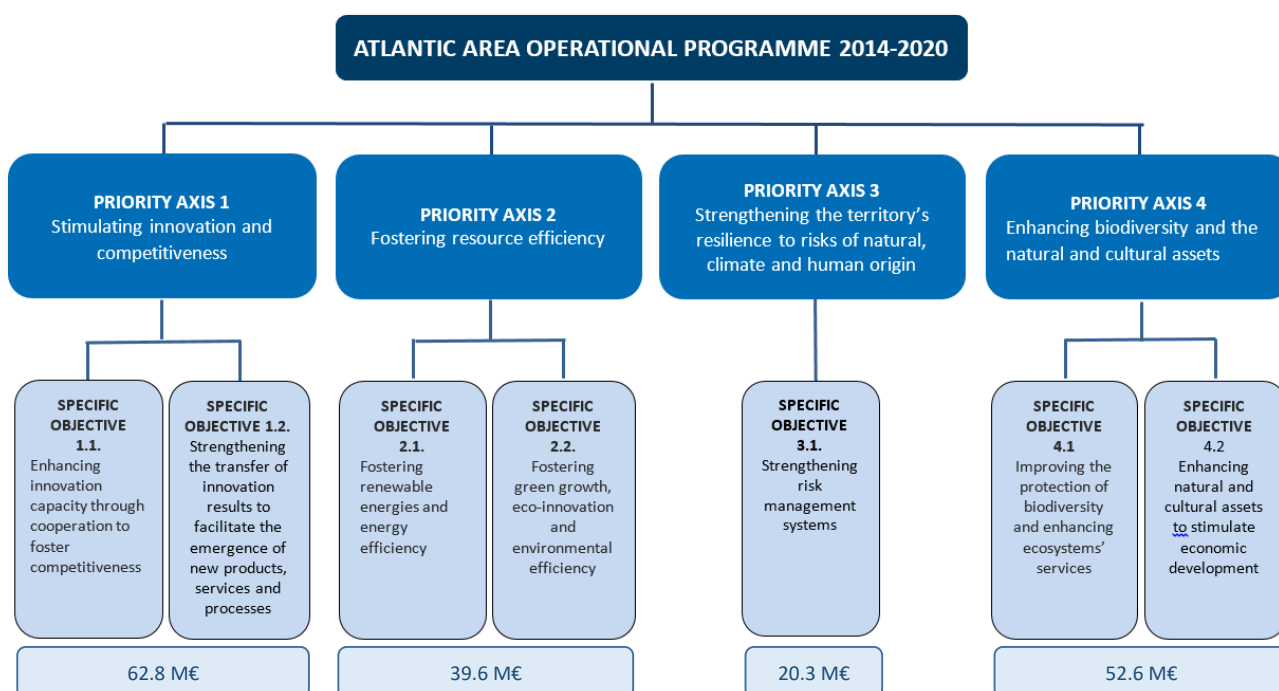 ATLANTIC AREA OPERATIONAL PROGRAMME 2014-2020
PRIORITY AXIS 1
Stimulating innovation and
competitiveness
PRIORITY AXIS 2
Fostering resource efficiency
PRIORITY AXIS 3
Strengthening the territory’s
resilience to risks of natural,
climate and human origin
PRIORITY AXIS 4
Enhancing biodiversity and the
natural and cultural assets
SPECIFIC
OBJECTIVE
1.1.
Enhancing
innovation
capacity through
cooperation to
foster
competitiveness
SPECIFIC
OBJECTIVE 1.2.
Strengthening
the transfer of
innovation
results to
facilitate the
emergence of
new products,
services and
processes
SPECIFIC
OBJECTIVE
2.1.
Fostering
renewable
energies and
energy
efficiency
SPECIFIC
OBJECTIVE
2.2.
Fostering
green growth,
eco-innovation
and
environmental
efficiency
SPECIFIC
OBJECTIVE
3.1.
Strengthening
risk
management
systems
SPECIFIC
OBJECTIVE
4.1
Improving the
protection of
biodiversity
and enhancing
ecosystems’
services
SPECIFIC
OBJECTIVE
4.2
Enhancing
natural and
cultural assets
to stimulate
economic
development
62.8 M€
39.6 M€
20.3 M€
52.6 M€